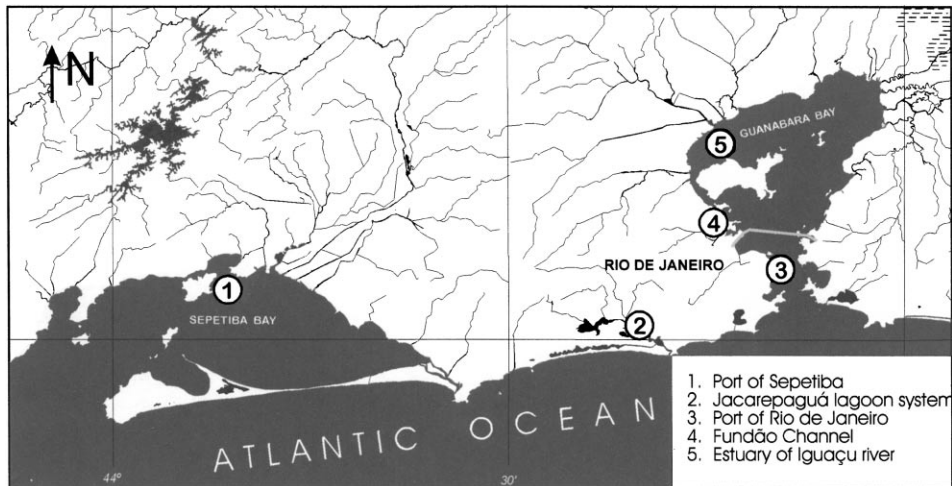 N
GUANABARA BAY
5
4
RIO DE JANEIRO
3
1
SEPETIBA BAY
2
1. Port of Sepetiba
2. Jacarepaguá lagoon system
3. Port of Rio de Janeiro
4. Fundão Channel
5. Estuary of Iguaçu river
ATLANTIC OCEAN
44°
30'